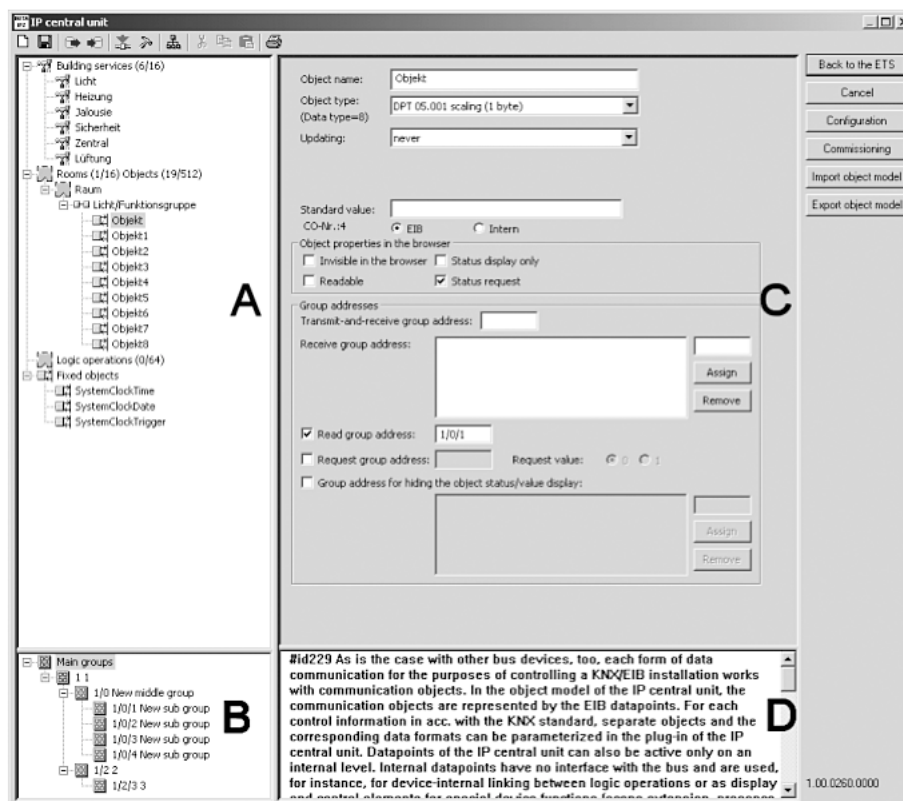 IP central unit
Building services (6/16)
Licht
Heizung
Jalousie
Sicherheit
Zentral
Lüftung
Rooms (1/16) Objects (19/512)
Raum
Licht/Funktionsgruppe
Objekt
Objekt1
Objekt2
Objekt3
Objekt4
Objekt5
Objekt6
Objekt7
Objekt8
Logic operations (0/64)
Fixed objects
SystemClockTime
SystemClockDate
SystemClockTrigger
A
Main groups
1 1
1/0 New middle group
1/0/1 New sub group
1/0/2 New sub group
1/0/3 New sub group
1/0/4 New sub group
1/2 2
1/2/3 3
B
Object name: Objekt
Object type: DPT 05.001 scaling (1 byte)
(Data type=8)
Updating: never
Standard value:
CO-Nr.:4 EIB Intern
Object properties in the browser
Invisible in the browser Status display only
Readable Status request
C
Group addresses
Transmit-and-receive group address:
Receive group address:
Assign
Remove
Read group address: 1/0/1
Request group address: Request value: 0 1
Group address for hiding the object status/value display:
Assign
Remove
#id229 As is the case with other bus devices, too, each form of data
communication for the purposes of controlling a KNX/EIB installation works
with communication objects. In the object model of the IP central unit, the
communication objects are represented by the EIB datapoints. For each
control information in acc. with the KNX standard, separate objects and the
corresponding data formats can be parameterized in the plug-in of the IP
central unit. Datapoints of the IP central unit can also be active only on an
internal level. Internal datapoints have no interface with the bus and are used,
for instance, for device-internal linking between logic operations or as display
and control elements for special device functions
D
Back to the ETS
Cancel
Configuration
Commissioning
Import object model
Export object model
1.00.0260.0000